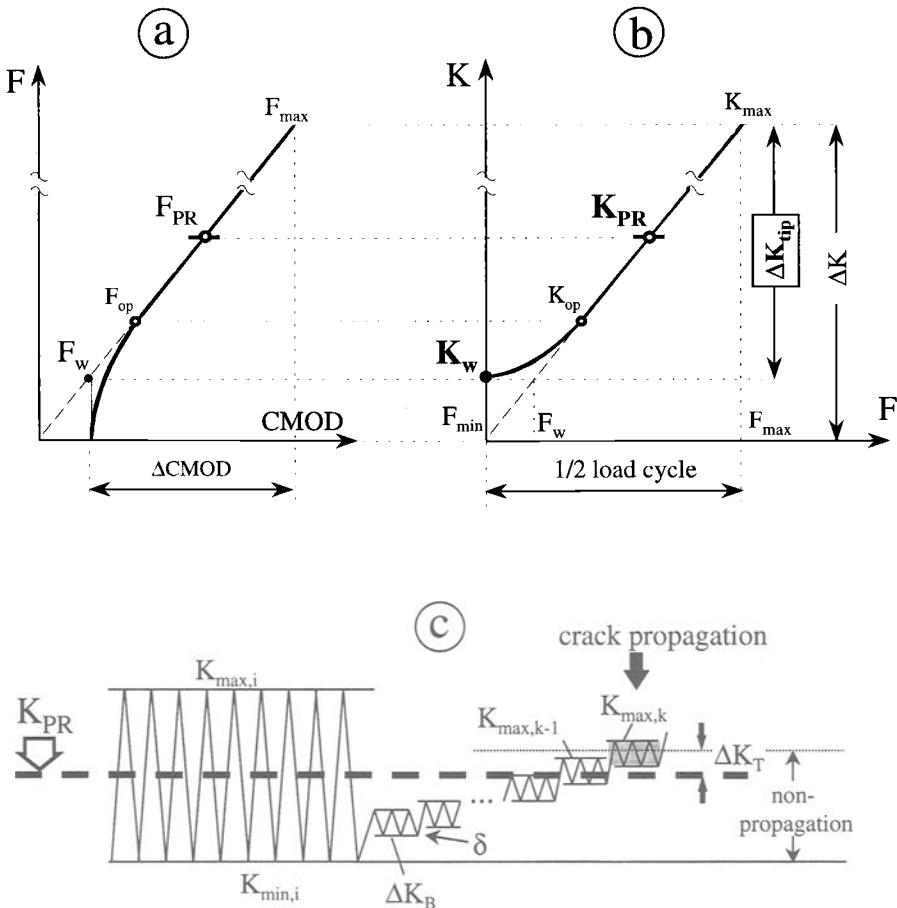 a
b
F
F_max
K
K_max
F_PR
K_PR
ΔK_tip
ΔK
F_op
K_op
F_w
K_w
CMOD
F_min
F_w
F_max
F
ΔCMOD
1/2 load cycle
c
crack propagation
K_max,i
K_PR
K_max,k-1
K_max,k
ΔK_T
...
non-
propagation
δ
K_min,i
ΔK_B